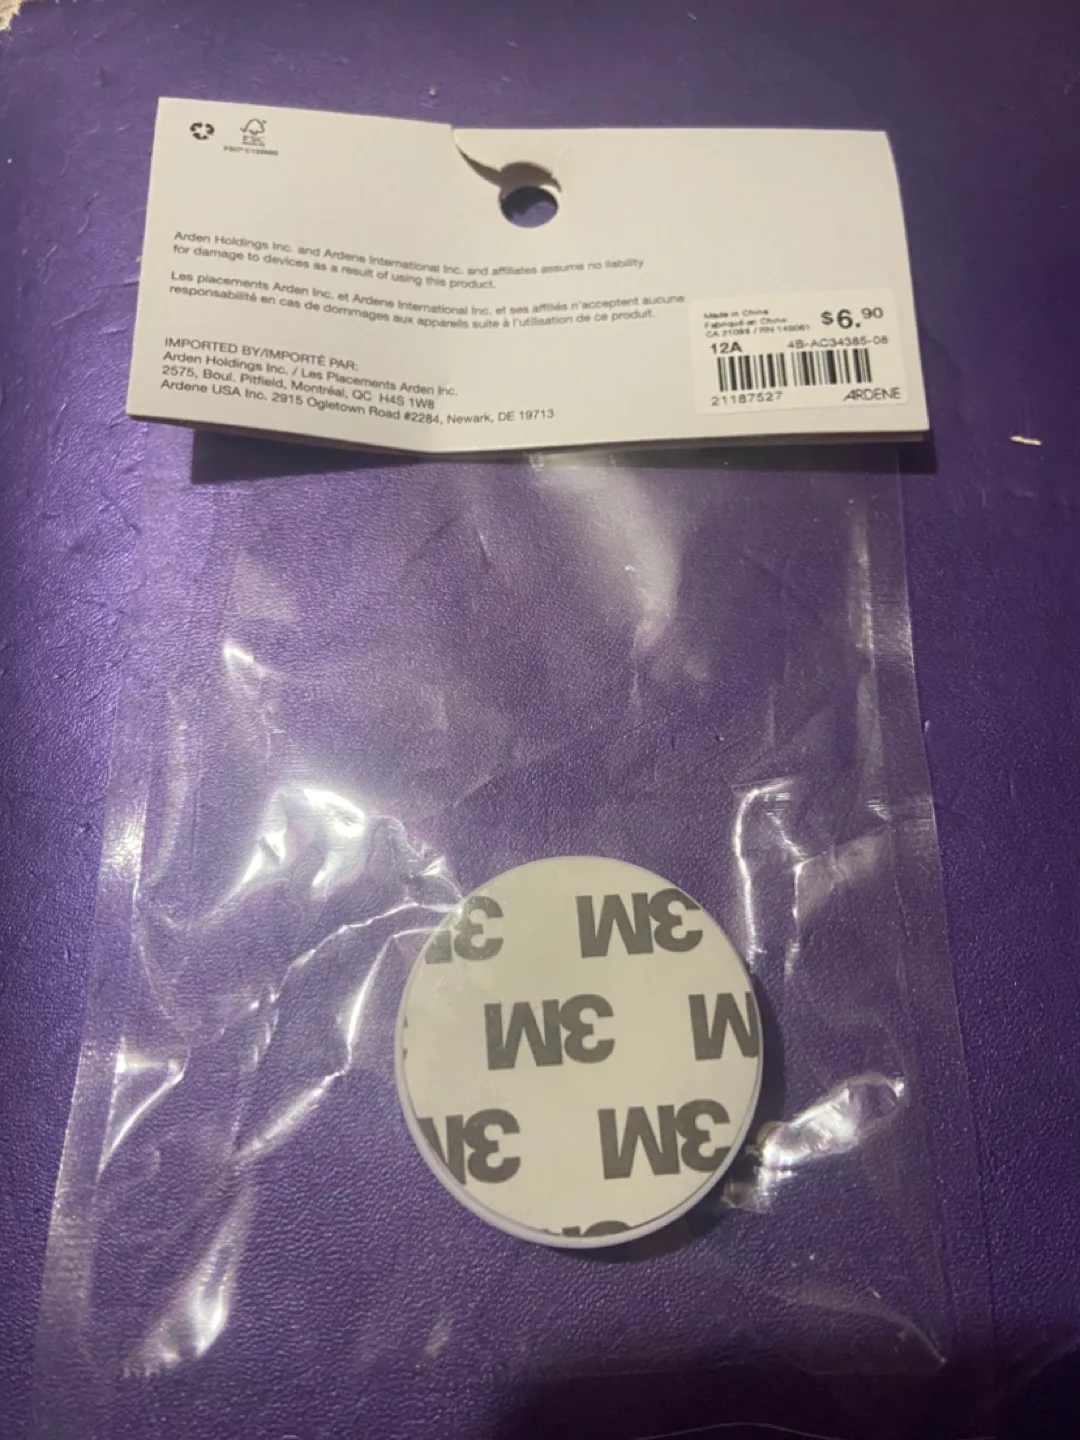 FSC
Arden Holdings Inc. and Ardene International Inc. and affiliates assume no liability
for damage to devices as a result of using this product.
Les placements Arden Inc. et Ardene International Inc. et ses affiliés n'acceptent aucune
responsabilité en cas de dommages aux appareils suite à l'utilisation de ce produit.
IMPORTED BY/IMPORTÉ PAR:
Arden Holdings Inc. / Les Placements Arden Inc.
2575, Boul. Pitfield, Montréal, QC H4S 1W8
Ardene USA Inc. 2915 Ogletown Road #2284, Newark, DE 19713
Made in China
Fabriqué en Chine
$6.90
12A 4B-AC34385-08
21187527 ARDENE
3M 3M
3M 3M
3M 3M